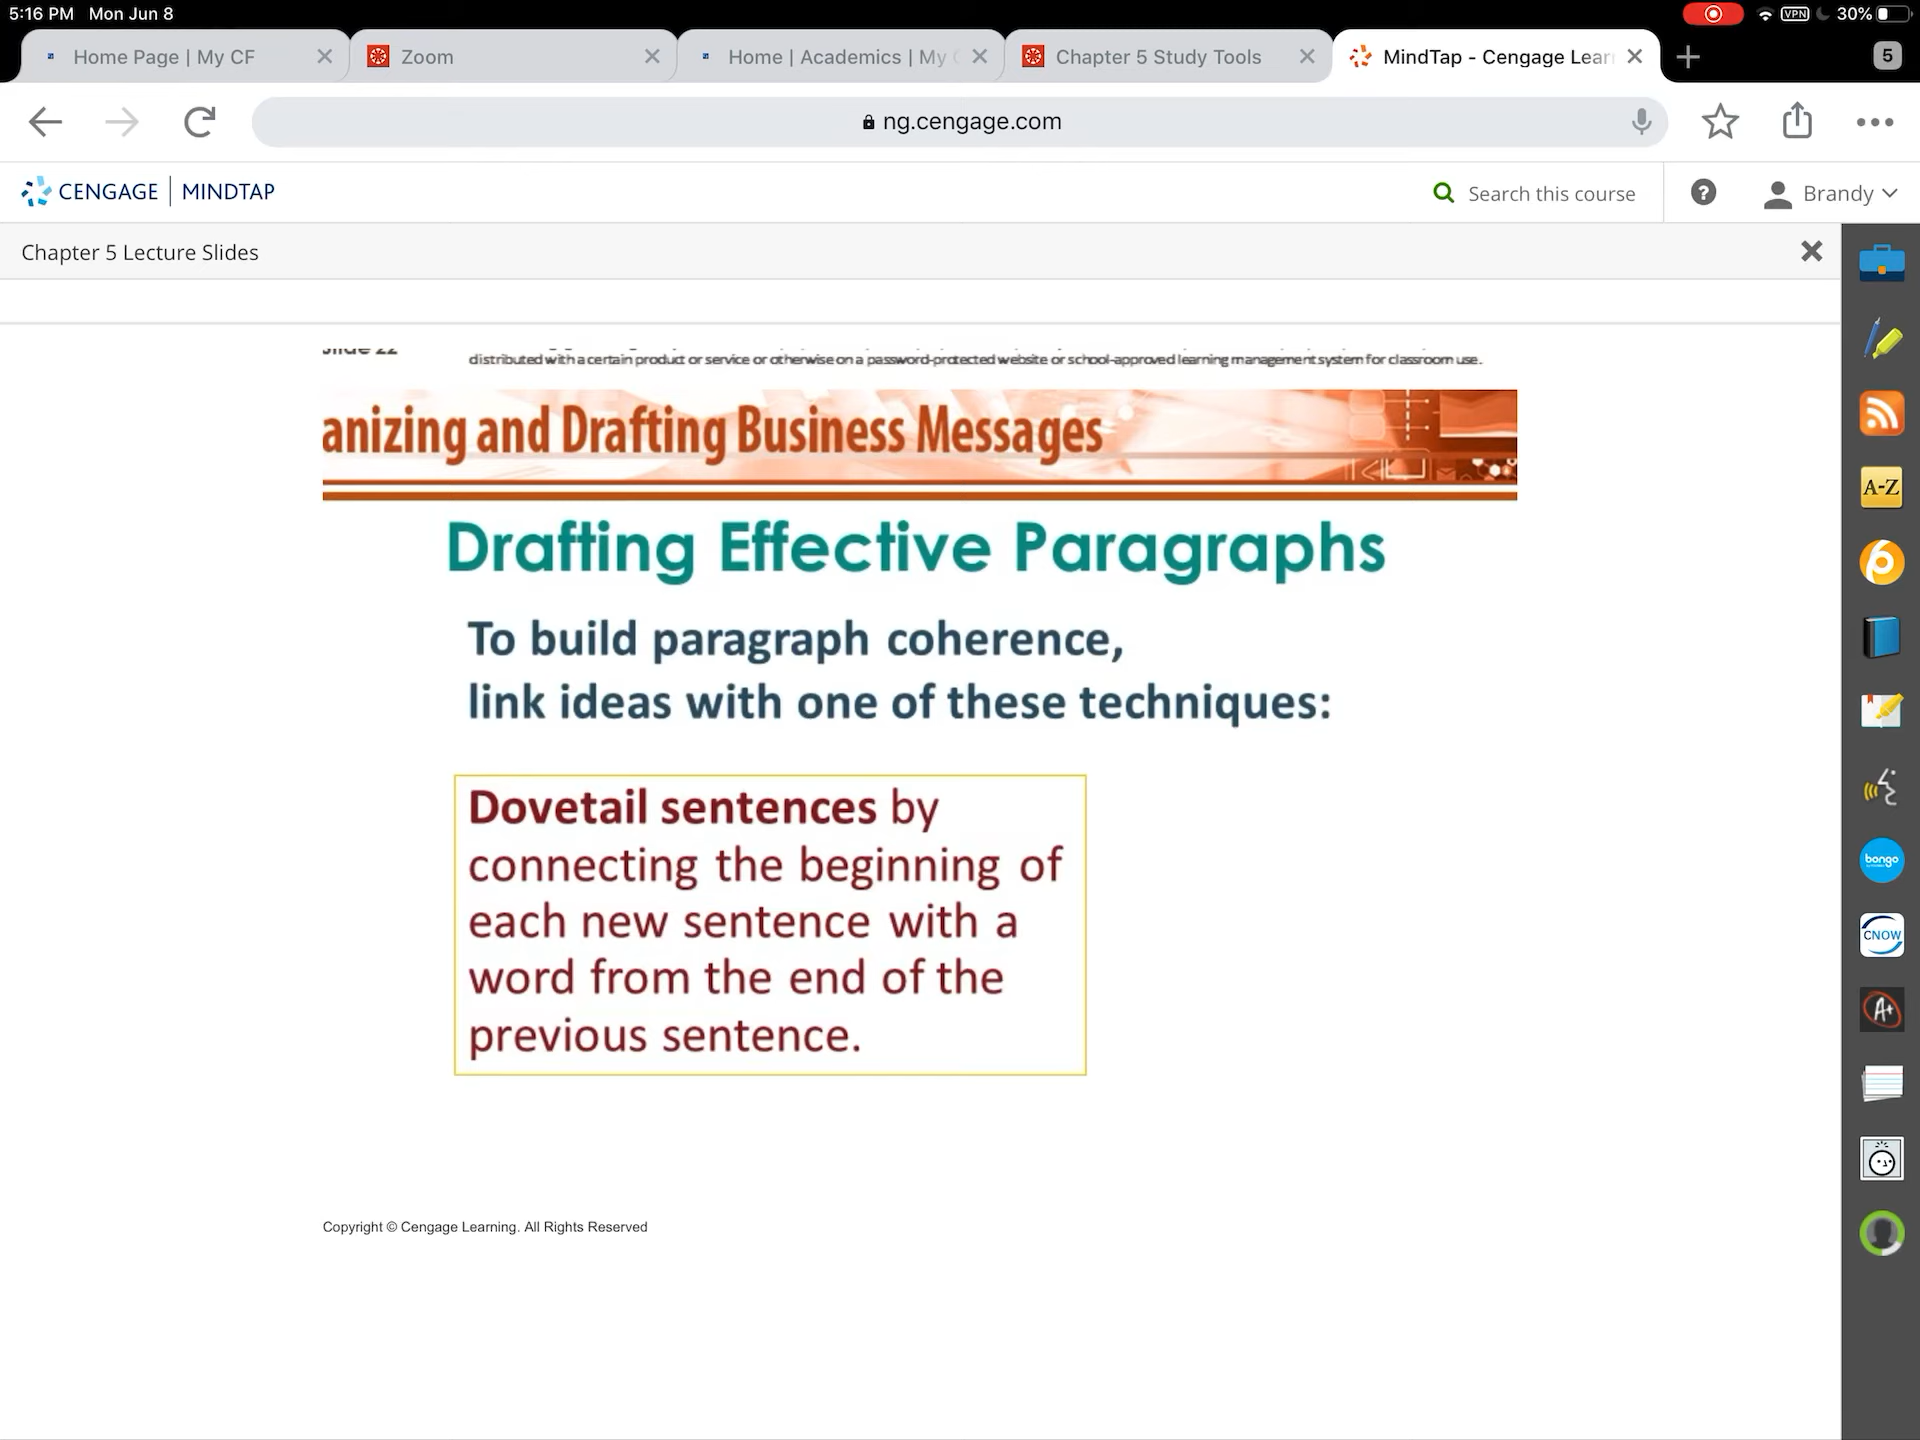 5:16 PM Mon Jun 8
VPN 30%
Home Page | My CF
Zoom
Home | Academics | My
Chapter 5 Study Tools
MindTap - Cengage Lear
5
ng.cengage.com
CENGAGE | MINDTAP
Search this course
?
Brandy
Chapter 5 Lecture Slides
Slide 22
distributed with a certain product or service or otherwise on a password-protected website or school-approved learning management system for classroom use.
anizing and Drafting Business Messages
Drafting Effective Paragraphs
To build paragraph coherence,
link ideas with one of these techniques:
Dovetail sentences by
connecting the beginning of
each new sentence with a
word from the end of the
previous sentence.
Copyright © Cengage Learning. All Rights Reserved
A-Z
bongo
CNOW
A+